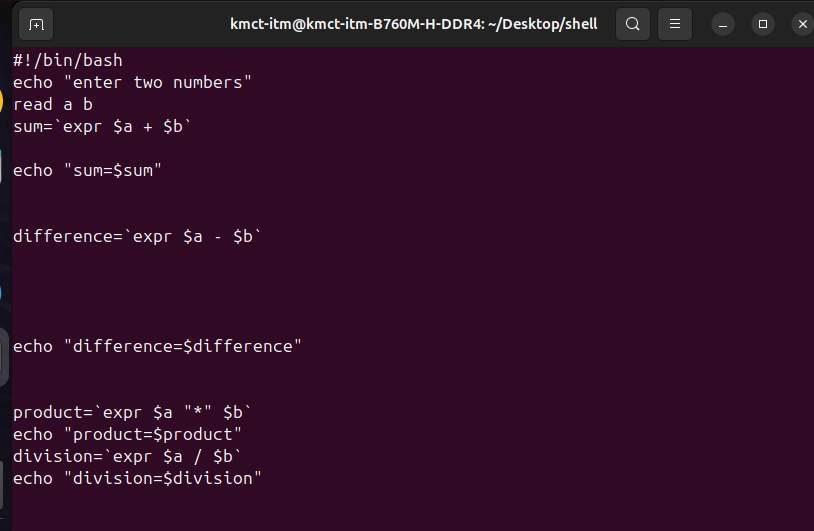 kmct-itm@kmct-itm-B760M-H-DDR4: ~/Desktop/shell
#!/bin/bash
echo "enter two numbers"
read a b
sum=`expr $a + $b`
echo "sum=$sum"
difference=`expr $a - $b`
echo "difference=$difference"
product=`expr $a "*" $b`
echo "product=$product"
division=`expr $a / $b`
echo "division=$division"